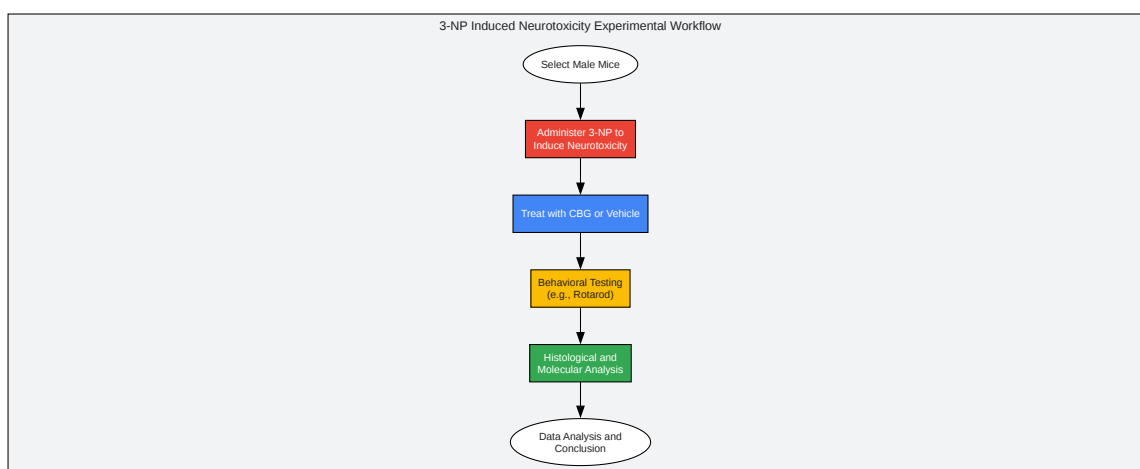 3-NP Induced Neurotoxicity Experimental Workflow
Select Male Mice
Administer 3-NP to
Induce Neurotoxicity
Treat with CBG or Vehicle
Behavioral Testing
(e.g., Rotarod)
Histological and
Molecular Analysis
Data Analysis and
Conclusion